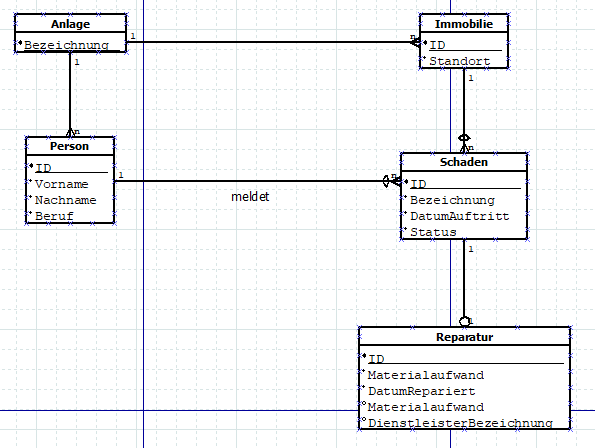 Anlage
Bezeichnung
1
1
n
Immobilie
ID
Standort
1
n
Person
ID
Vorname
Nachname
Beruf
1
meldet
n
n
Schaden
ID
Bezeichnung
DatumAuftritt
Status
1
1
Reparatur
ID
Materialaufwand
DatumRepariert
Materialaufwand
DienstleisterBezeichnung